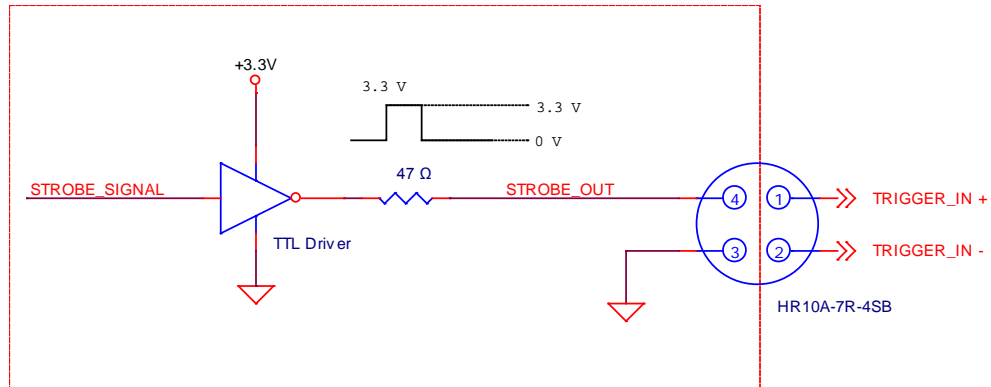 +3.3V
3.3 V
3.3 V
0 V
STROBE_SIGNAL
47 Ω
STROBE_OUT
4
1
TRIGGER_IN +
TTL Driver
3
2
TRIGGER_IN -
HR10A-7R-4SB